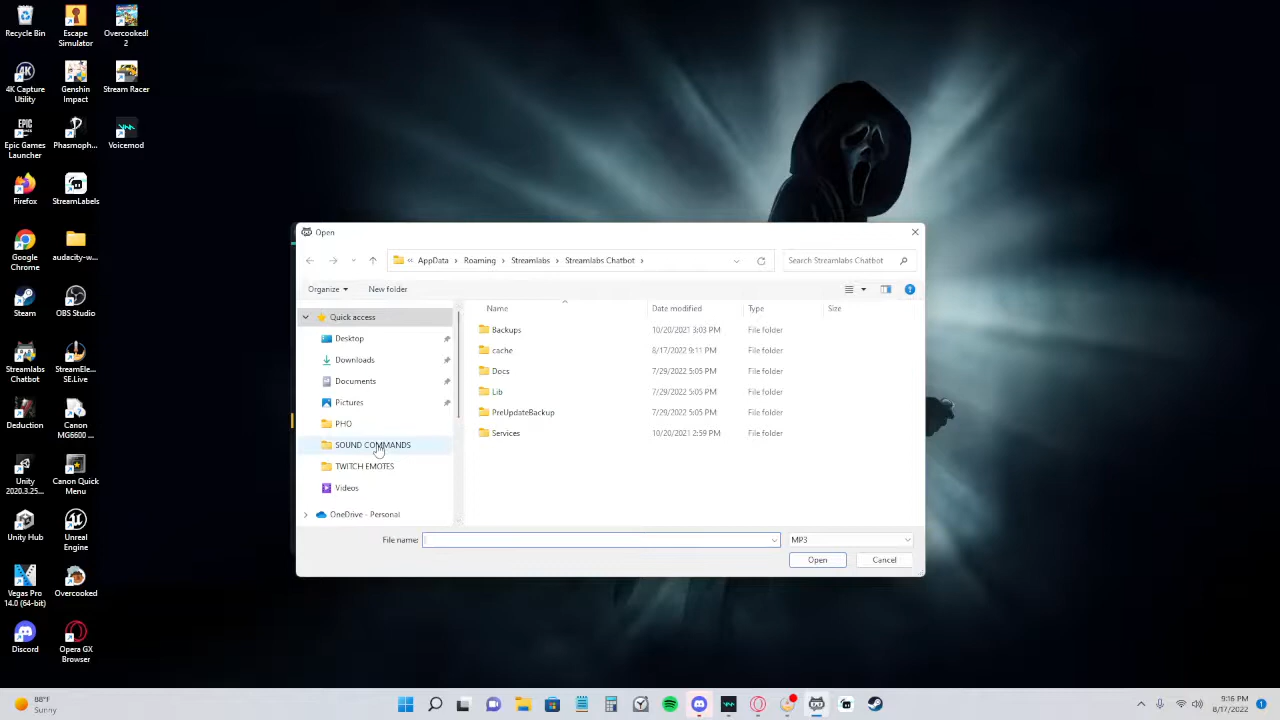 Recycle Bin
Escape
Simulator
Overcooked!
2
4K Capture
Utility
Genshin
Impact
Stream Racer
EPIC
GAMES
Epic Games
Launcher
Phasmoph...
Voicemod
Firefox
StreamLabels
Google
Chrome
audacity-w...
Steam
OBS Studio
Streamlabs
Chatbot
StreamEle...
SE.Live
Deduction
Canon
MG6600 ...
Unity
2020.3.25...
Canon Quick
Menu
Unity Hub
Unreal
Engine
Vegas Pro
14.0 (64-bit)
Overcooked
Discord
Opera GX
Browser
Open
« AppData > Roaming > Streamlabs > Streamlabs Chatbot >
Search Streamlabs Chatbot
Organize
New folder
Quick access
Desktop
Downloads
Documents
Pictures
PHO
SOUND COMMANDS
TWITCH EMOTES
Videos
OneDrive - Personal
Name Date modified Type Size
Backups 10/20/2021 3:03 PM File folder
cache 8/17/2022 9:11 PM File folder
Docs 7/29/2022 5:05 PM File folder
Lib 7/29/2022 5:05 PM File folder
PreUpdateBackup 7/29/2022 5:05 PM File folder
Services 10/20/2021 2:59 PM File folder
File name:
MP3
Open
Cancel
88°F
Sunny
9:16 PM
8/17/2022